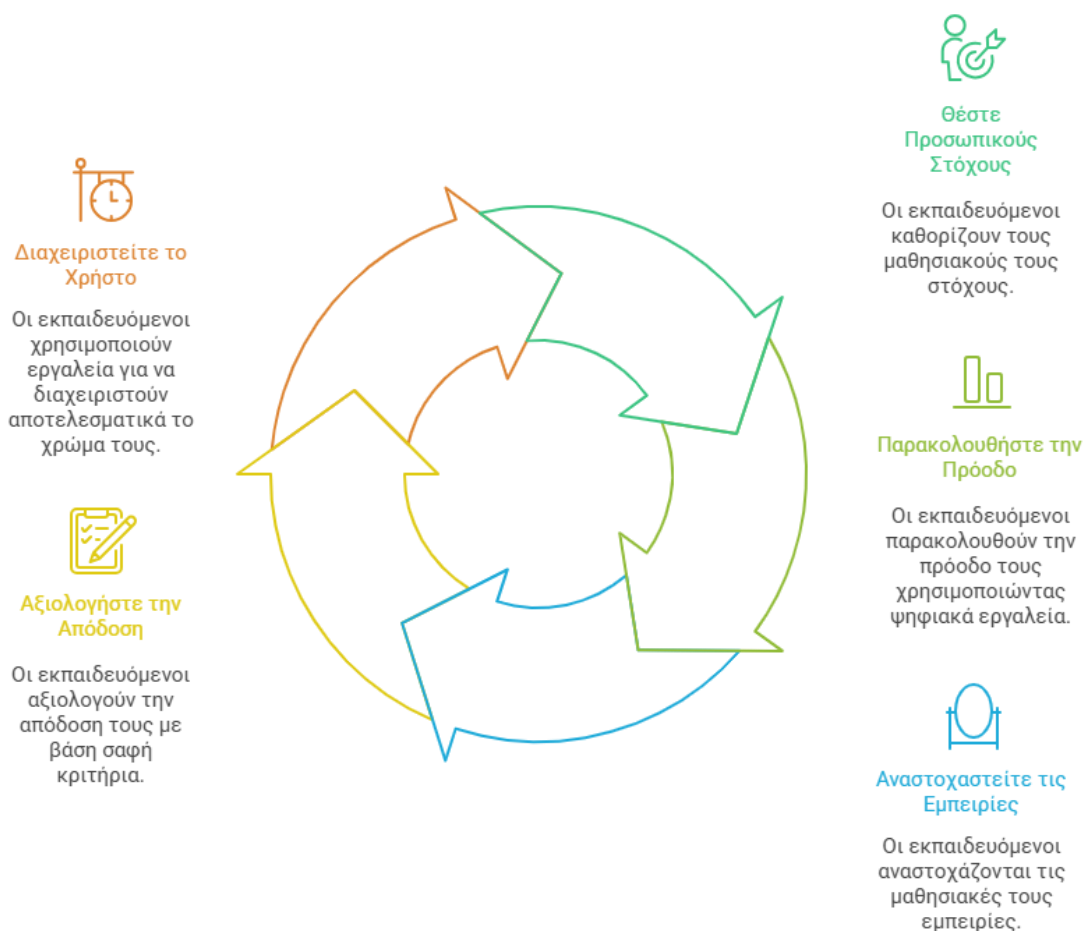 Θέστε
Προσωπικούς
Στόχους
Οι εκπαιδευόμενοι
καθορίζουν τους
μαθησιακούς τους
στόχους.
Παρακολουθήστε την
Πρόοδο
Οι εκπαιδευόμενοι
παρακολουθούν την
πρόοδο τους
χρησιμοποιώντας
ψηφιακά εργαλεία.
Αναστοχαστείτε τις
Εμπειρίες
Οι εκπαιδευόμενοι
αναστοχάζονται τις
μαθησιακές τους
εμπειρίες.
Αξιολογήστε την
Απόδοση
Οι εκπαιδευόμενοι
αξιολογούν την
απόδοση τους με
βάση σαφή
κριτήρια.
Διαχειριστείτε το
Χρήστο
Οι εκπαιδευόμενοι
χρησιμοποιούν
εργαλεία για να
διαχειριστούν
αποτελεσματικά το
χρώμα τους.